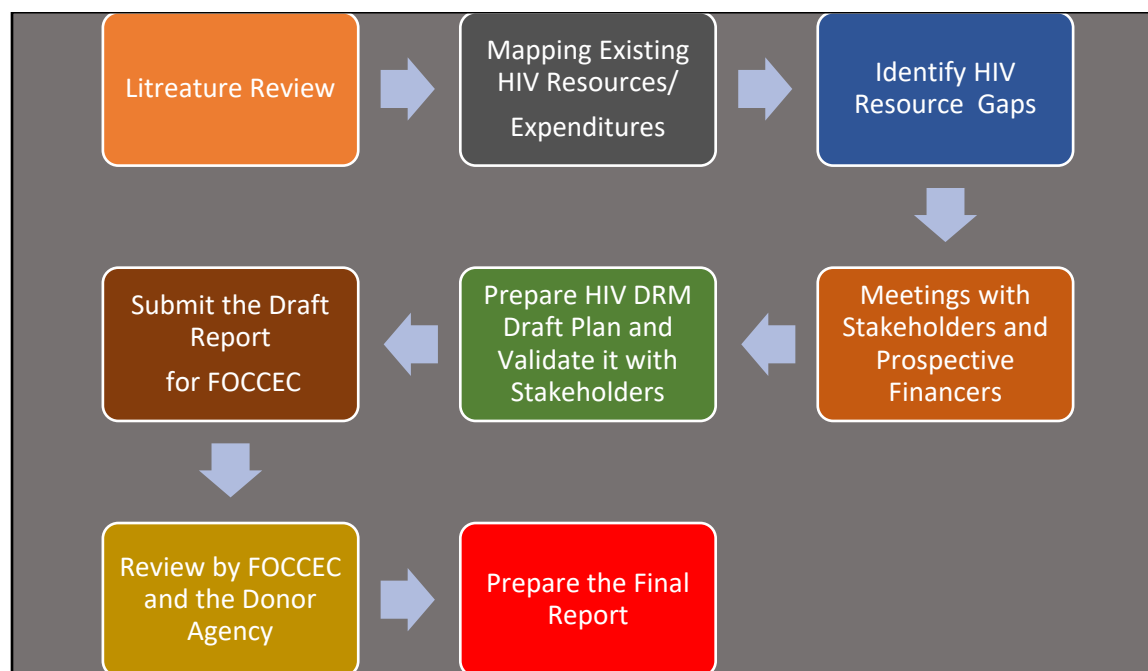 Litreature Review
Mapping Existing
HIV Resources/
Expenditures
Identify HIV
Resource Gaps
Meetings with
Stakeholders and
Prospective
Financers
Prepare HIV DRM
Draft Plan and
Validate it with
Stakeholders
Submit the Draft
Report
for FOCCEC
Review by FOCCEC
and the Donor
Agency
Prepare the Final
Report